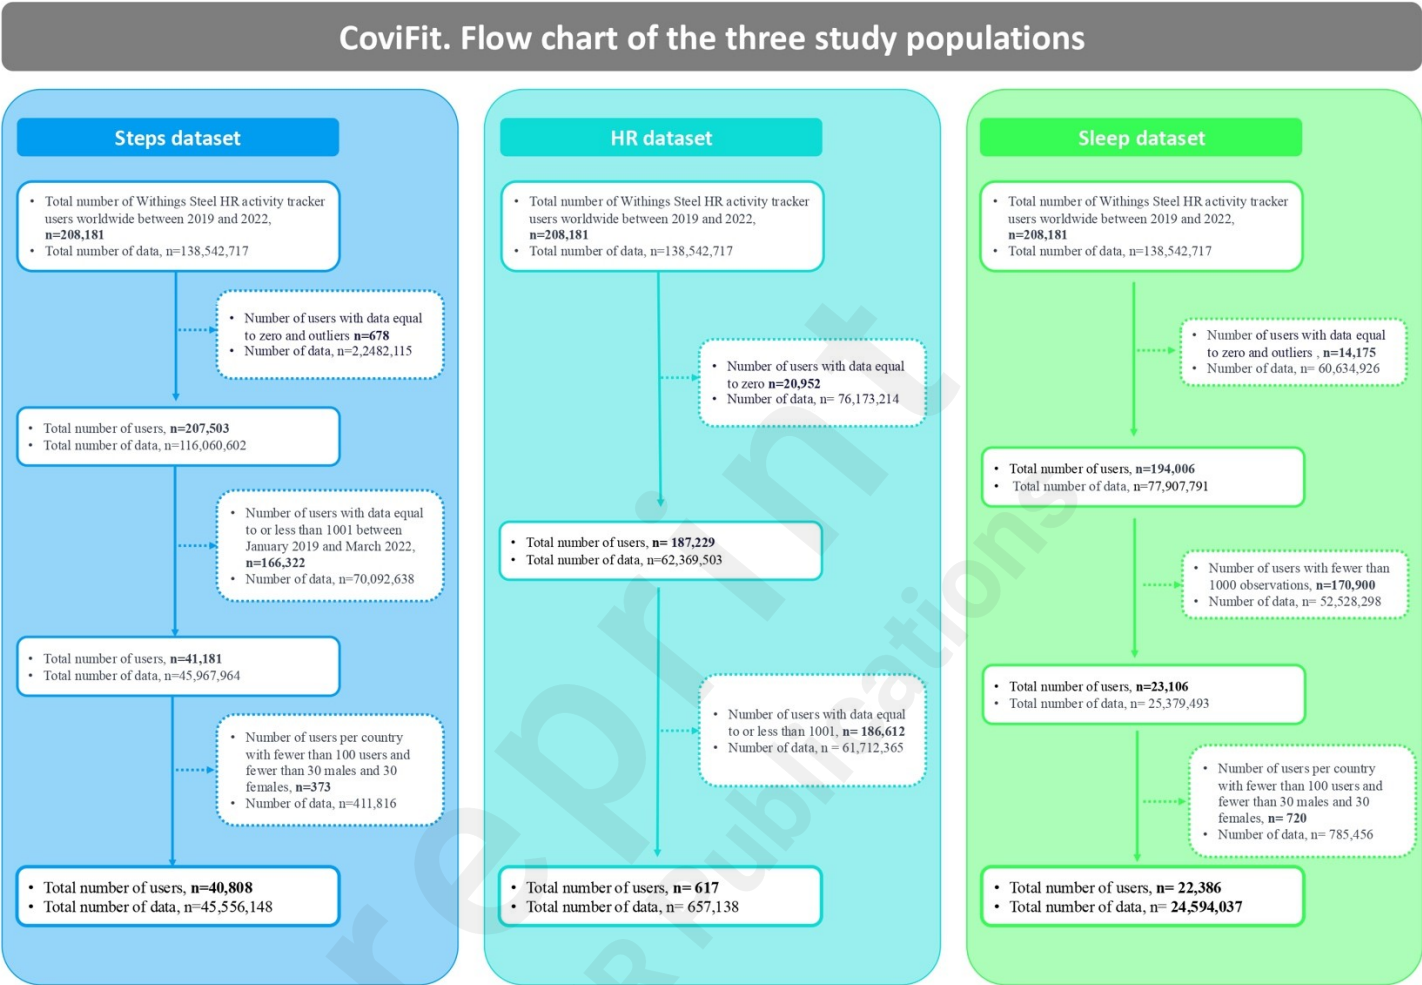 CoviFit. Flow chart of the three study populations
Steps dataset
• Total number of Withings Steel HR activity tracker
users worldwide between 2019 and 2022,
n=208,181
• Total number of data, n=138,542,717
• Number of users with data equal
to zero and outliers n=678
• Number of data, n=2,2482,115
• Total number of users, n=207,503
• Total number of data, n=116,060,602
• Number of users with data equal
to or less than 1001 between
January 2019 and March 2022,
n=166,322
• Number of data, n=70,092,638
• Total number of users, n=41,181
• Total number of data, n=45,967,964
• Number of users per country
with fewer than 100 users and
fewer than 30 males and 30
females, n=373
• Number of data, n=411,816
• Total number of users, n=40,808
• Total number of data, n=45,556,148
HR dataset
• Total number of Withings Steel HR activity tracker
users worldwide between 2019 and 2022,
n=208,181
• Total number of data, n=138,542,717
• Number of users with data equal
to zero n=20,952
• Number of data, n= 76,173,214
• Total number of users, n= 187,229
• Total number of data, n=62,369,503
• Number of users with data equal
to or less than 1001, n= 186,612
• Number of data, n = 61,712,365
• Total number of users, n= 617
• Total number of data, n= 657,138
Sleep dataset
• Total number of Withings Steel HR activity tracker
users worldwide between 2019 and 2022,
n=208,181
• Total number of data, n=138,542,717
• Number of users with data equal
to zero and outliers , n=14,175
• Number of data, n= 60,634,926
• Total number of users, n=194,006
• Total number of data, n=77,907,791
• Number of users with fewer than
1000 observations, n=170,900
• Number of data, n= 52,528,298
• Total number of users, n=23,106
• Total number of data, n= 25,379,493
• Number of users per country
with fewer than 100 users and
fewer than 30 males and 30
females, n= 720
• Number of data, n= 785,456
• Total number of users, n= 22,386
• Total number of data, n= 24,594,037
reprint
R Publications